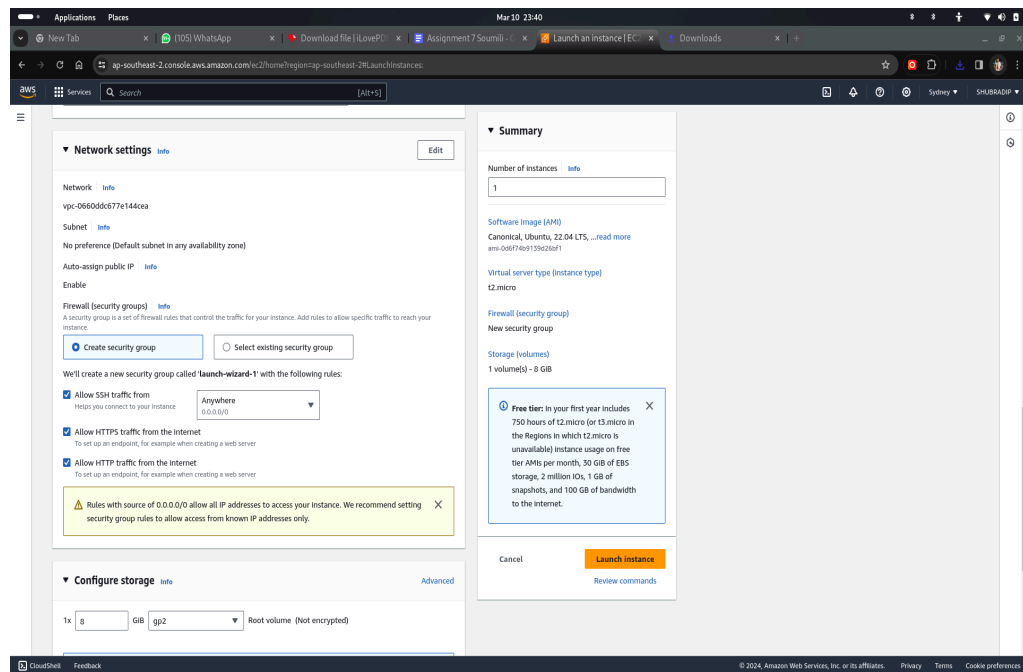 Applications Places
Mar 10 23:40
New Tab
(105) WhatsApp
Download file | iLovePD
Assignment 7 Soumili - G
Launch an instance | EC2
Downloads
ap-southeast-2.console.aws.amazon.com/ec2/home?region=ap-southeast-2#LaunchInstances:
aws
Services
Search
[Alt+S]
Sydney
SHUBRADIP
Network settings Info
Edit
Network Info
vpc-0660ddc677e144cea
Subnet Info
No preference (Default subnet in any availability zone)
Auto-assign public IP Info
Enable
Firewall (security groups) Info
A security group is a set of firewall rules that control the traffic for your instance. Add rules to allow specific traffic to reach your
instance.
Create security group
Select existing security group
We'll create a new security group called 'launch-wizard-1' with the following rules:
Allow SSH traffic from
Helps you connect to your instance
Anywhere
0.0.0.0/0
Allow HTTPS traffic from the internet
To set up an endpoint, for example when creating a web server
Allow HTTP traffic from the internet
To set up an endpoint, for example when creating a web server
Rules with source of 0.0.0.0/0 allow all IP addresses to access your instance. We recommend setting
security group rules to allow access from known IP addresses only.
Configure storage Info
Advanced
1x 8 GiB gp2 Root volume (Not encrypted)
Summary
Number of instances Info
1
Software Image (AMI)
Canonical, Ubuntu, 22.04 LTS, ...read more
ami-0d6f74b9139d26bf1
Virtual server type (instance type)
t2.micro
Firewall (security group)
New security group
Storage (volumes)
1 volume(s) - 8 GiB
Free tier: In your first year includes
750 hours of t2.micro (or t3.micro in
the Regions in which t2.micro is
unavailable) instance usage on free
tier AMIs per month, 30 GiB of EBS
storage, 2 million IOs, 1 GB of
snapshots, and 100 GB of bandwidth
to the internet.
Cancel
Launch instance
Review commands
CloudShell Feedback
© 2024, Amazon Web Services, Inc. or its affiliates. Privacy Terms Cookie preferences